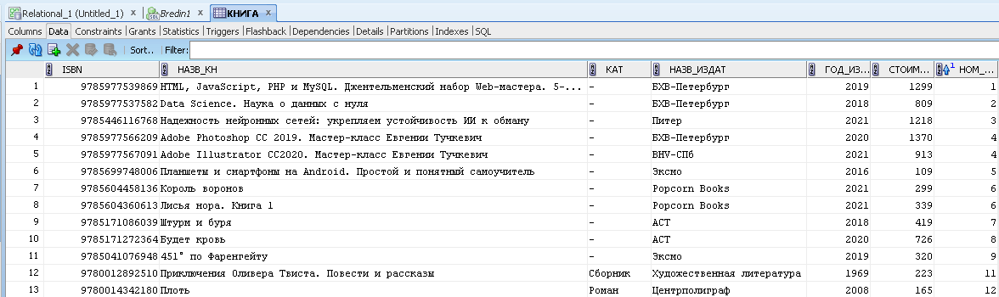 Relational_1 (Untitled_1) x Bredin1 x КНИГА x
Columns Data Constraints Grants Statistics Triggers Flashback Dependencies Details Partitions Indexes SQL
Sort.. Filter:
ISBN НАЗВ_КН КАТ НАЗВ_ИЗДАТ ГОД_ИЗ... СТОИМ... 1 НОМ_...
1 9785977539869 HTML, JavaScript, PHP и MySQL. Джентельменский набор Web-мастера. 5-... - БХВ-Петербург 2019 1299 1
2 9785977537582 Data Science. Наука о данных с нуля - БХВ-Петербург 2018 809 2
3 9785446116768 Надежность нейронных сетей: укрепляем устойчивость ИИ к обману - Питер 2021 1218 3
4 9785977566209 Adobe Photoshop CC 2019. Мастер-класс Евгении Тучкевич - БХВ-Петербург 2020 1370 4
5 9785977567091 Adobe Illustrator CC2020. Мастер-класс Евгении Тучкевич - BHV-СПб 2021 913 4
6 9785699748006 Планшеты и смартфоны на Android. Простой и понятный самоучитель - Эксмо 2016 109 5
7 9785604458136 Король воронов - Popcorn Books 2021 299 6
8 9785604360613 Лисья нора. Книга 1 - Popcorn Books 2021 339 6
9 9785171086039 Штурм и буря - АСТ 2018 419 7
10 9785171272364 Будет кровь - АСТ 2020 726 8
11 9785041076948 451° по Фаренгейту - Эксмо 2019 320 9
12 9780012892510 Приключения Оливера Твиста. Повести и рассказы Сборник Художественная литература 1969 223 11
13 9780014342180 Плоть Роман Центрполиграф 2008 165 12